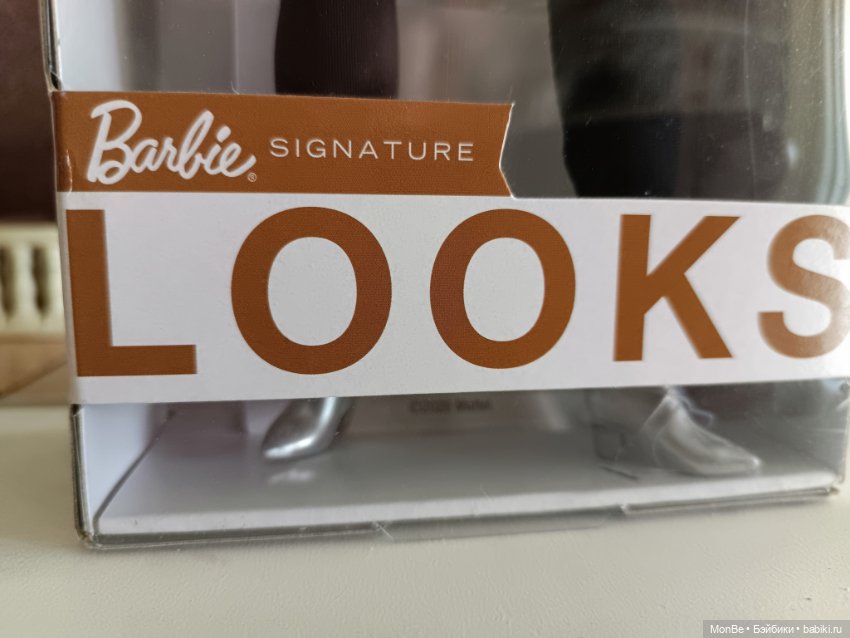 Barbie® SIGNATURE
LOOKS
MonBe • Бэйбики • babiki.ru